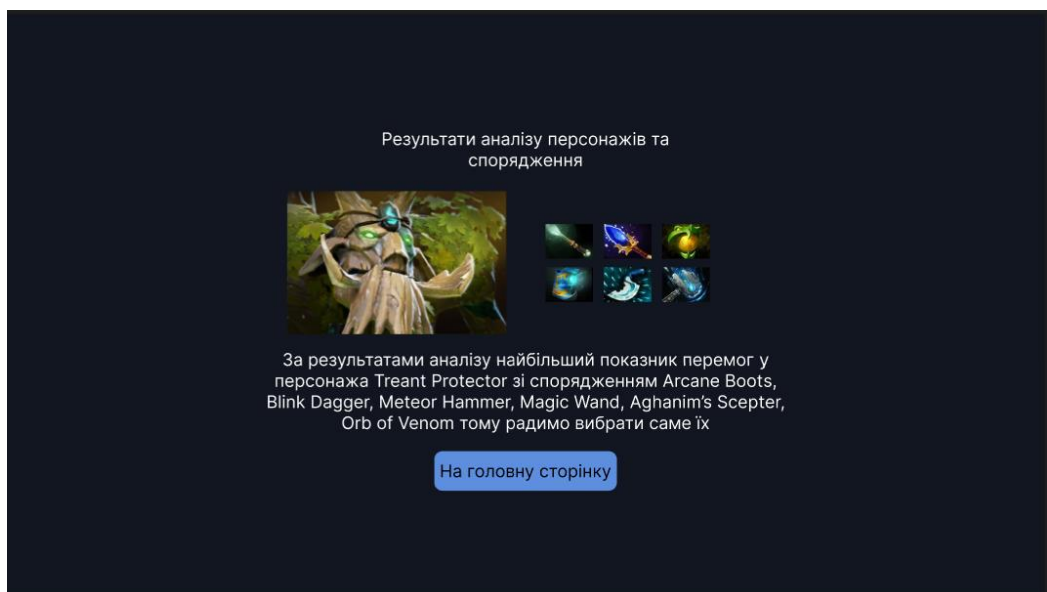 Результати аналізу персонажів та
спорядження
За результатами аналізу найбільший показник перемог у
персонажа Treant Protector зі спорядженням Arcane Boots,
Blink Dagger, Meteor Hammer, Magic Wand, Aghanim’s Scepter,
Orb of Venom тому радимо вибрати саме їх
На головну сторінку